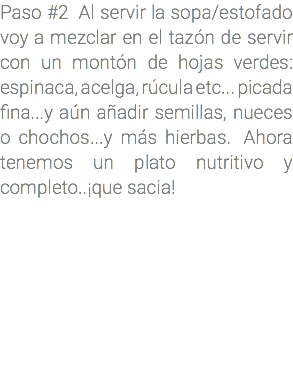 Paso #2 Al servir la sopa/estofado
voy a mezclar en el tazón de servir
con un montón de hojas verdes:
espinaca, acelga, rúcula etc... picada
fina...y aún añadir semillas, nueces
o chochos...y más hierbas. Ahora
tenemos un plato nutritivo y
completo..¡que sacia!